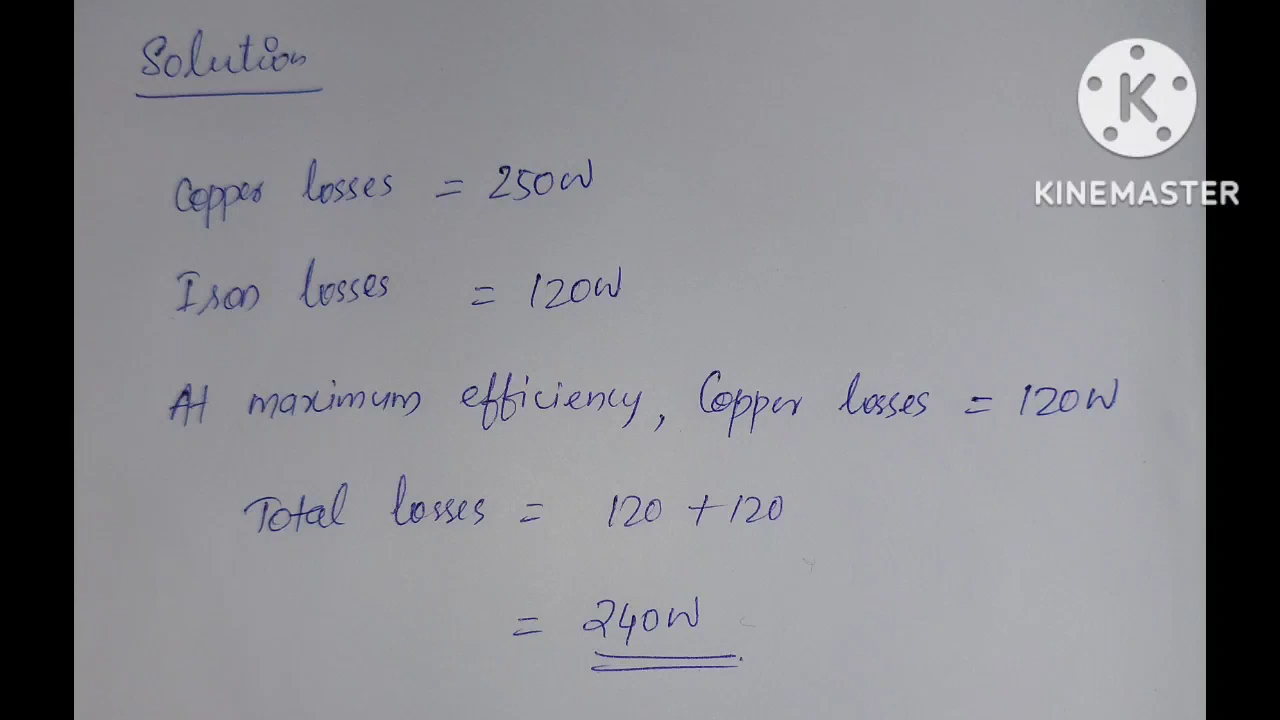 Solution
K
KINEMASTER
Copper losses = 250W
Iron losses = 120W
At maximum efficiency, Copper losses = 120W
Total losses = 120 + 120
= 240W